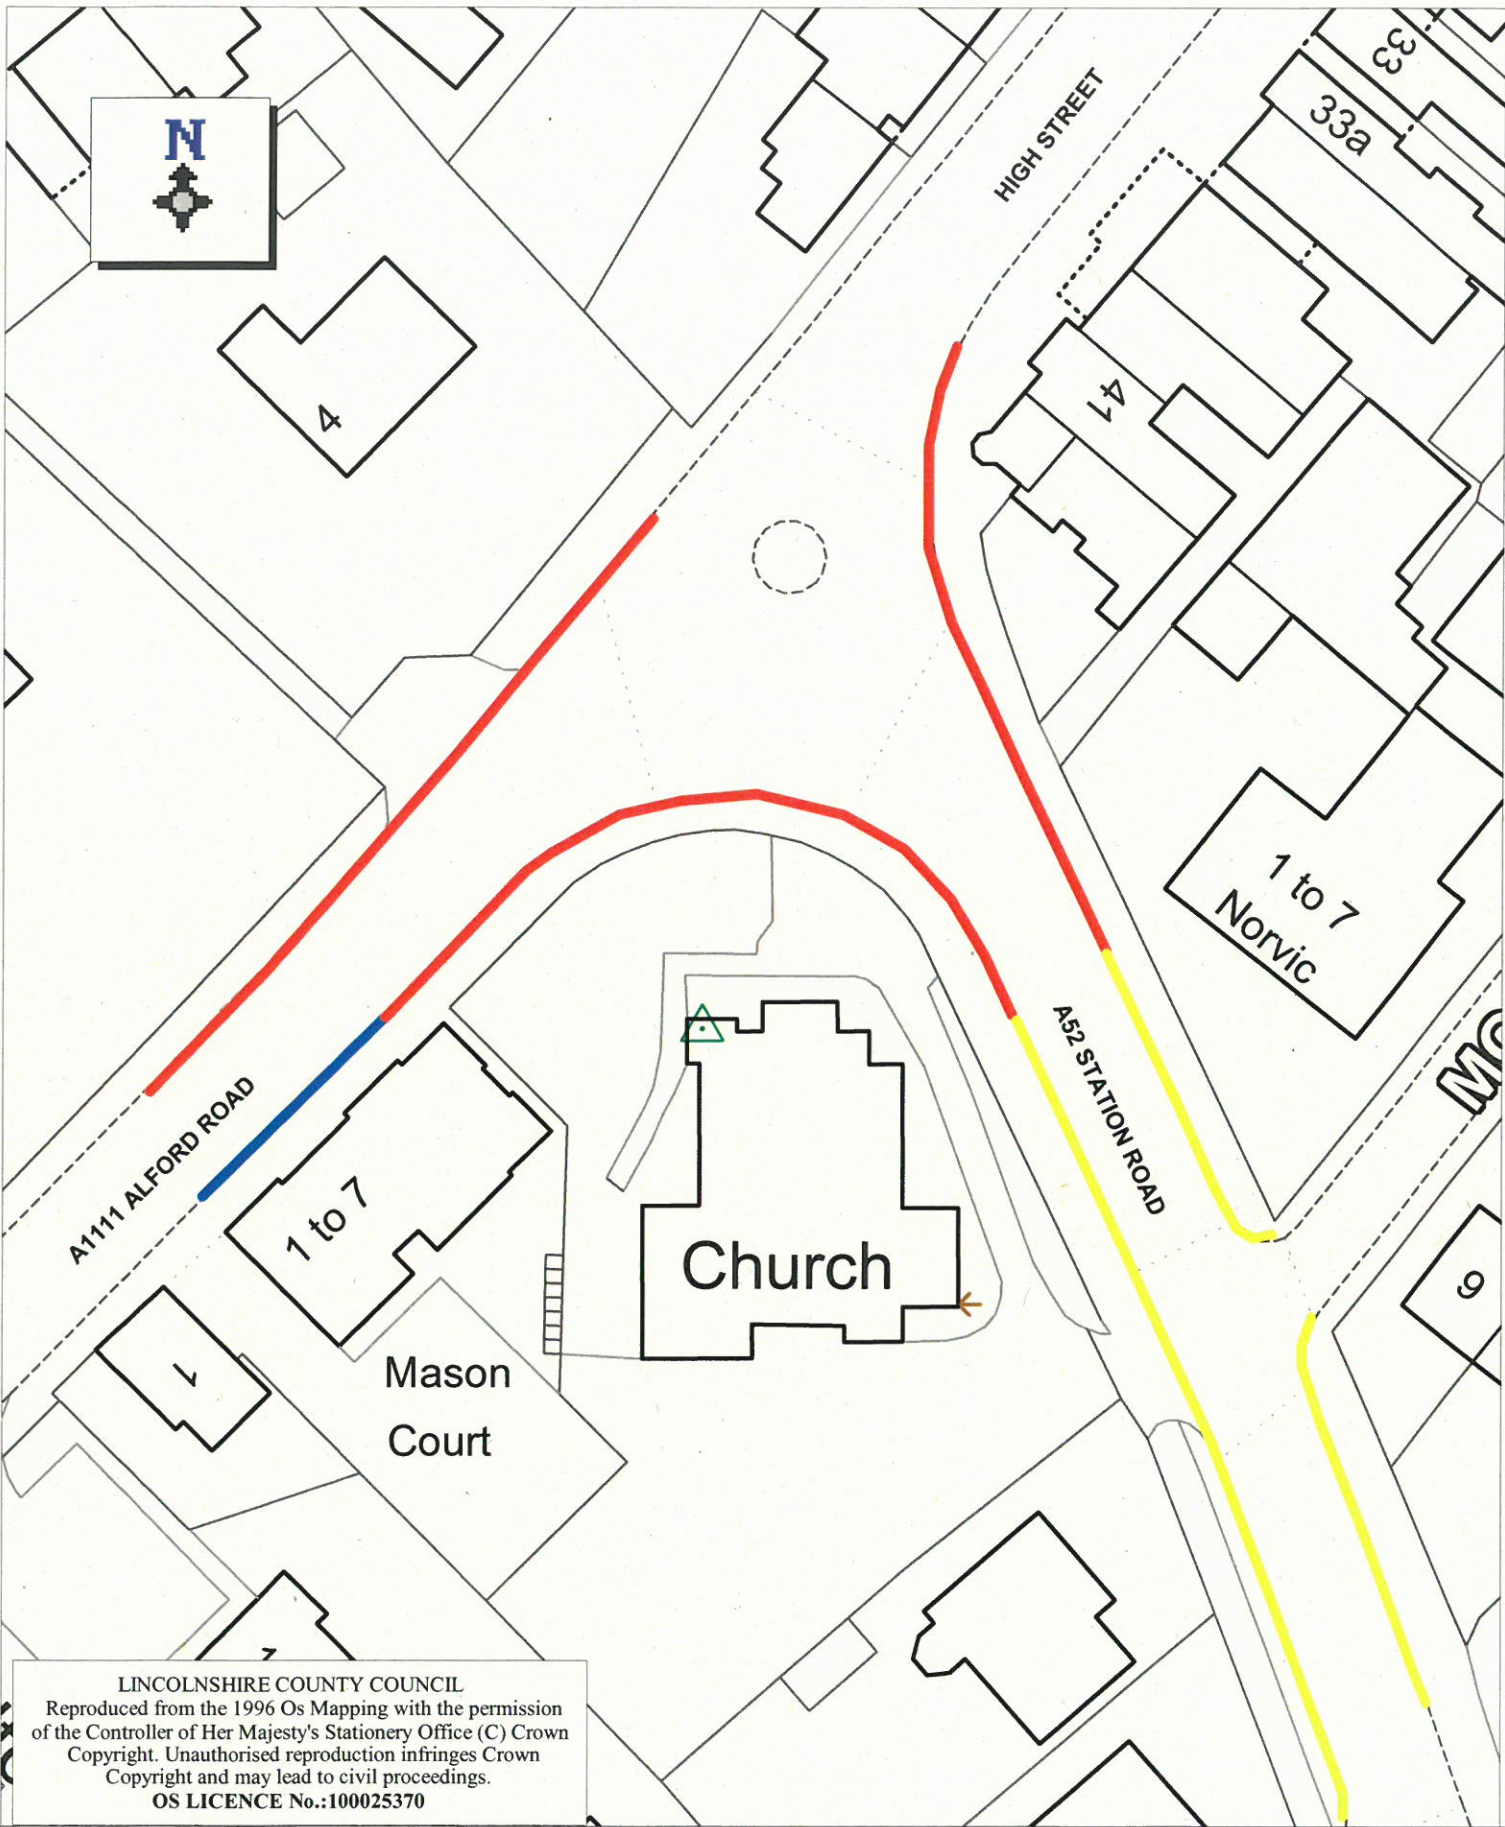 N
HIGH STREET
33
33a
4
41
1 to 7
Norvic
A52 STATION ROAD
A1111 ALFORD ROAD
1 to 7
Church
9
1
Mason
Court
LINCOLNSHIRE COUNTY COUNCIL
Reproduced from the 1996 Os Mapping with the permission
of the Controller of Her Majesty's Stationery Office (C) Crown
Copyright. Unauthorised reproduction infringes Crown
Copyright and may lead to civil proceedings.
OS LICENCE No.:100025370